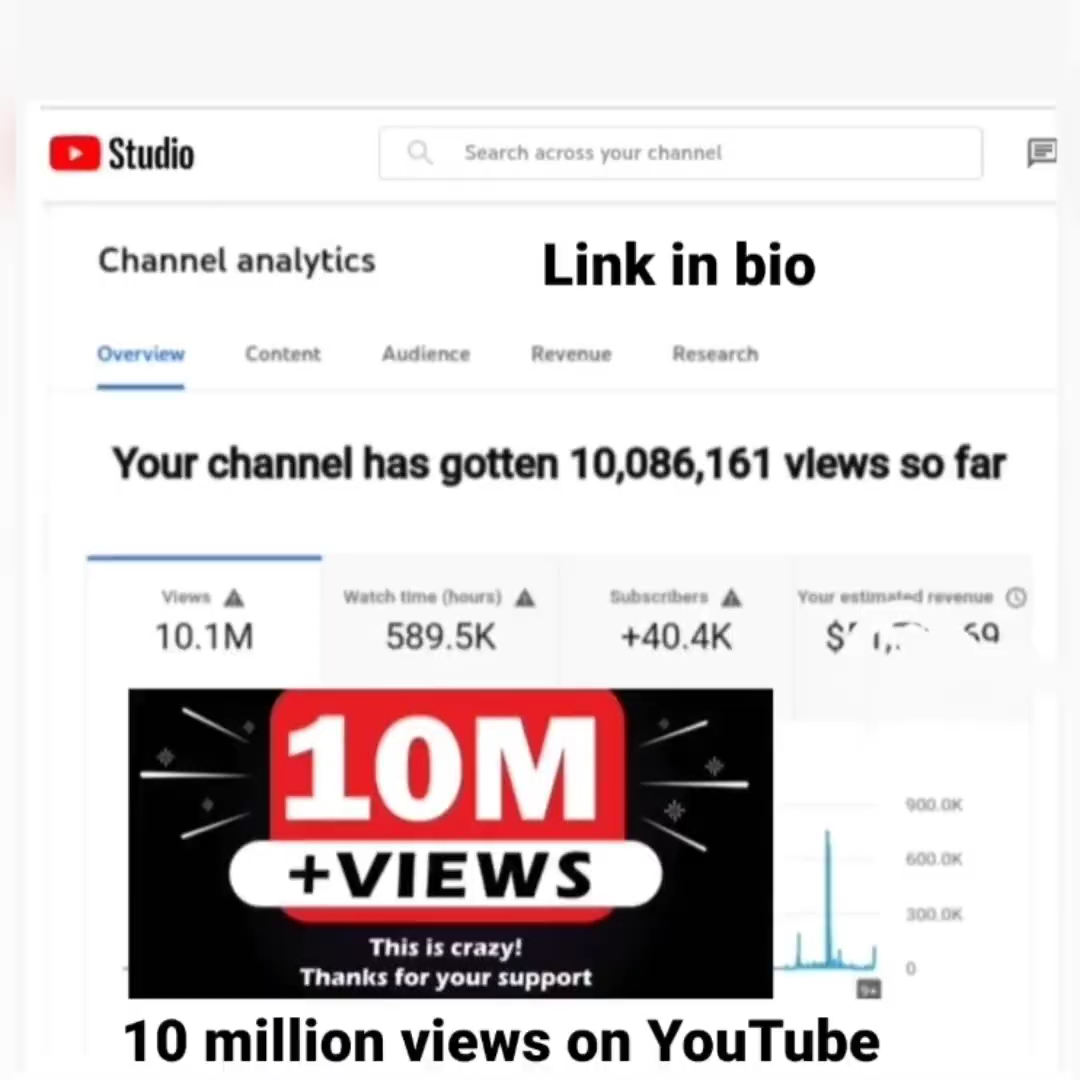 Studio
Search across your channel
Channel analytics
Link in bio
Overview Content Audience Revenue Research
Your channel has gotten 10,086,161 views so far
Views Watch time (hours) Subscribers Your estimated revenue
10.1M 589.5K +40.4K $ 69
10M
+VIEWS
This is crazy!
Thanks for your support
900.0K
600.0K
300.0K
0
9+
10 million views on YouTube